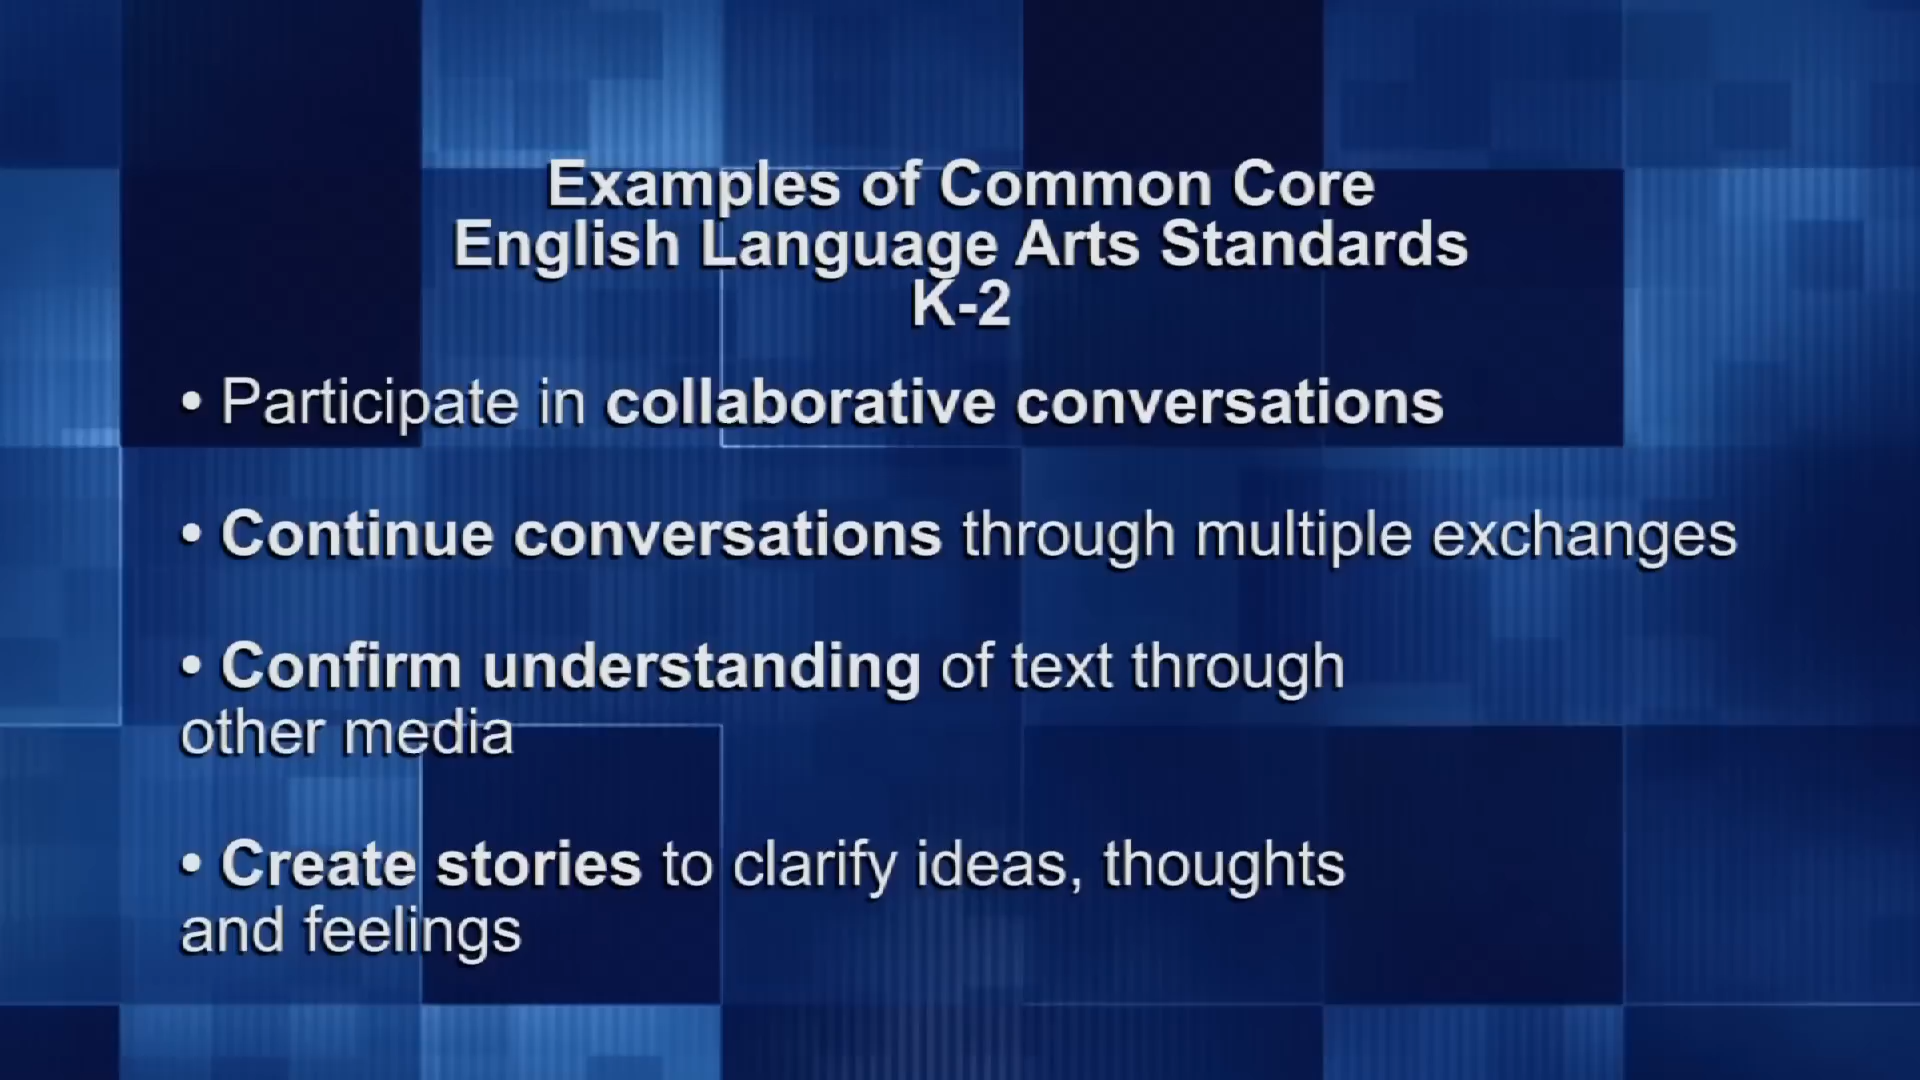 Examples of Common Core
English Language Arts Standards
K-2
• Participate in collaborative conversations
• Continue conversations through multiple exchanges
• Confirm understanding of text through
other media
• Create stories to clarify ideas, thoughts
and feelings